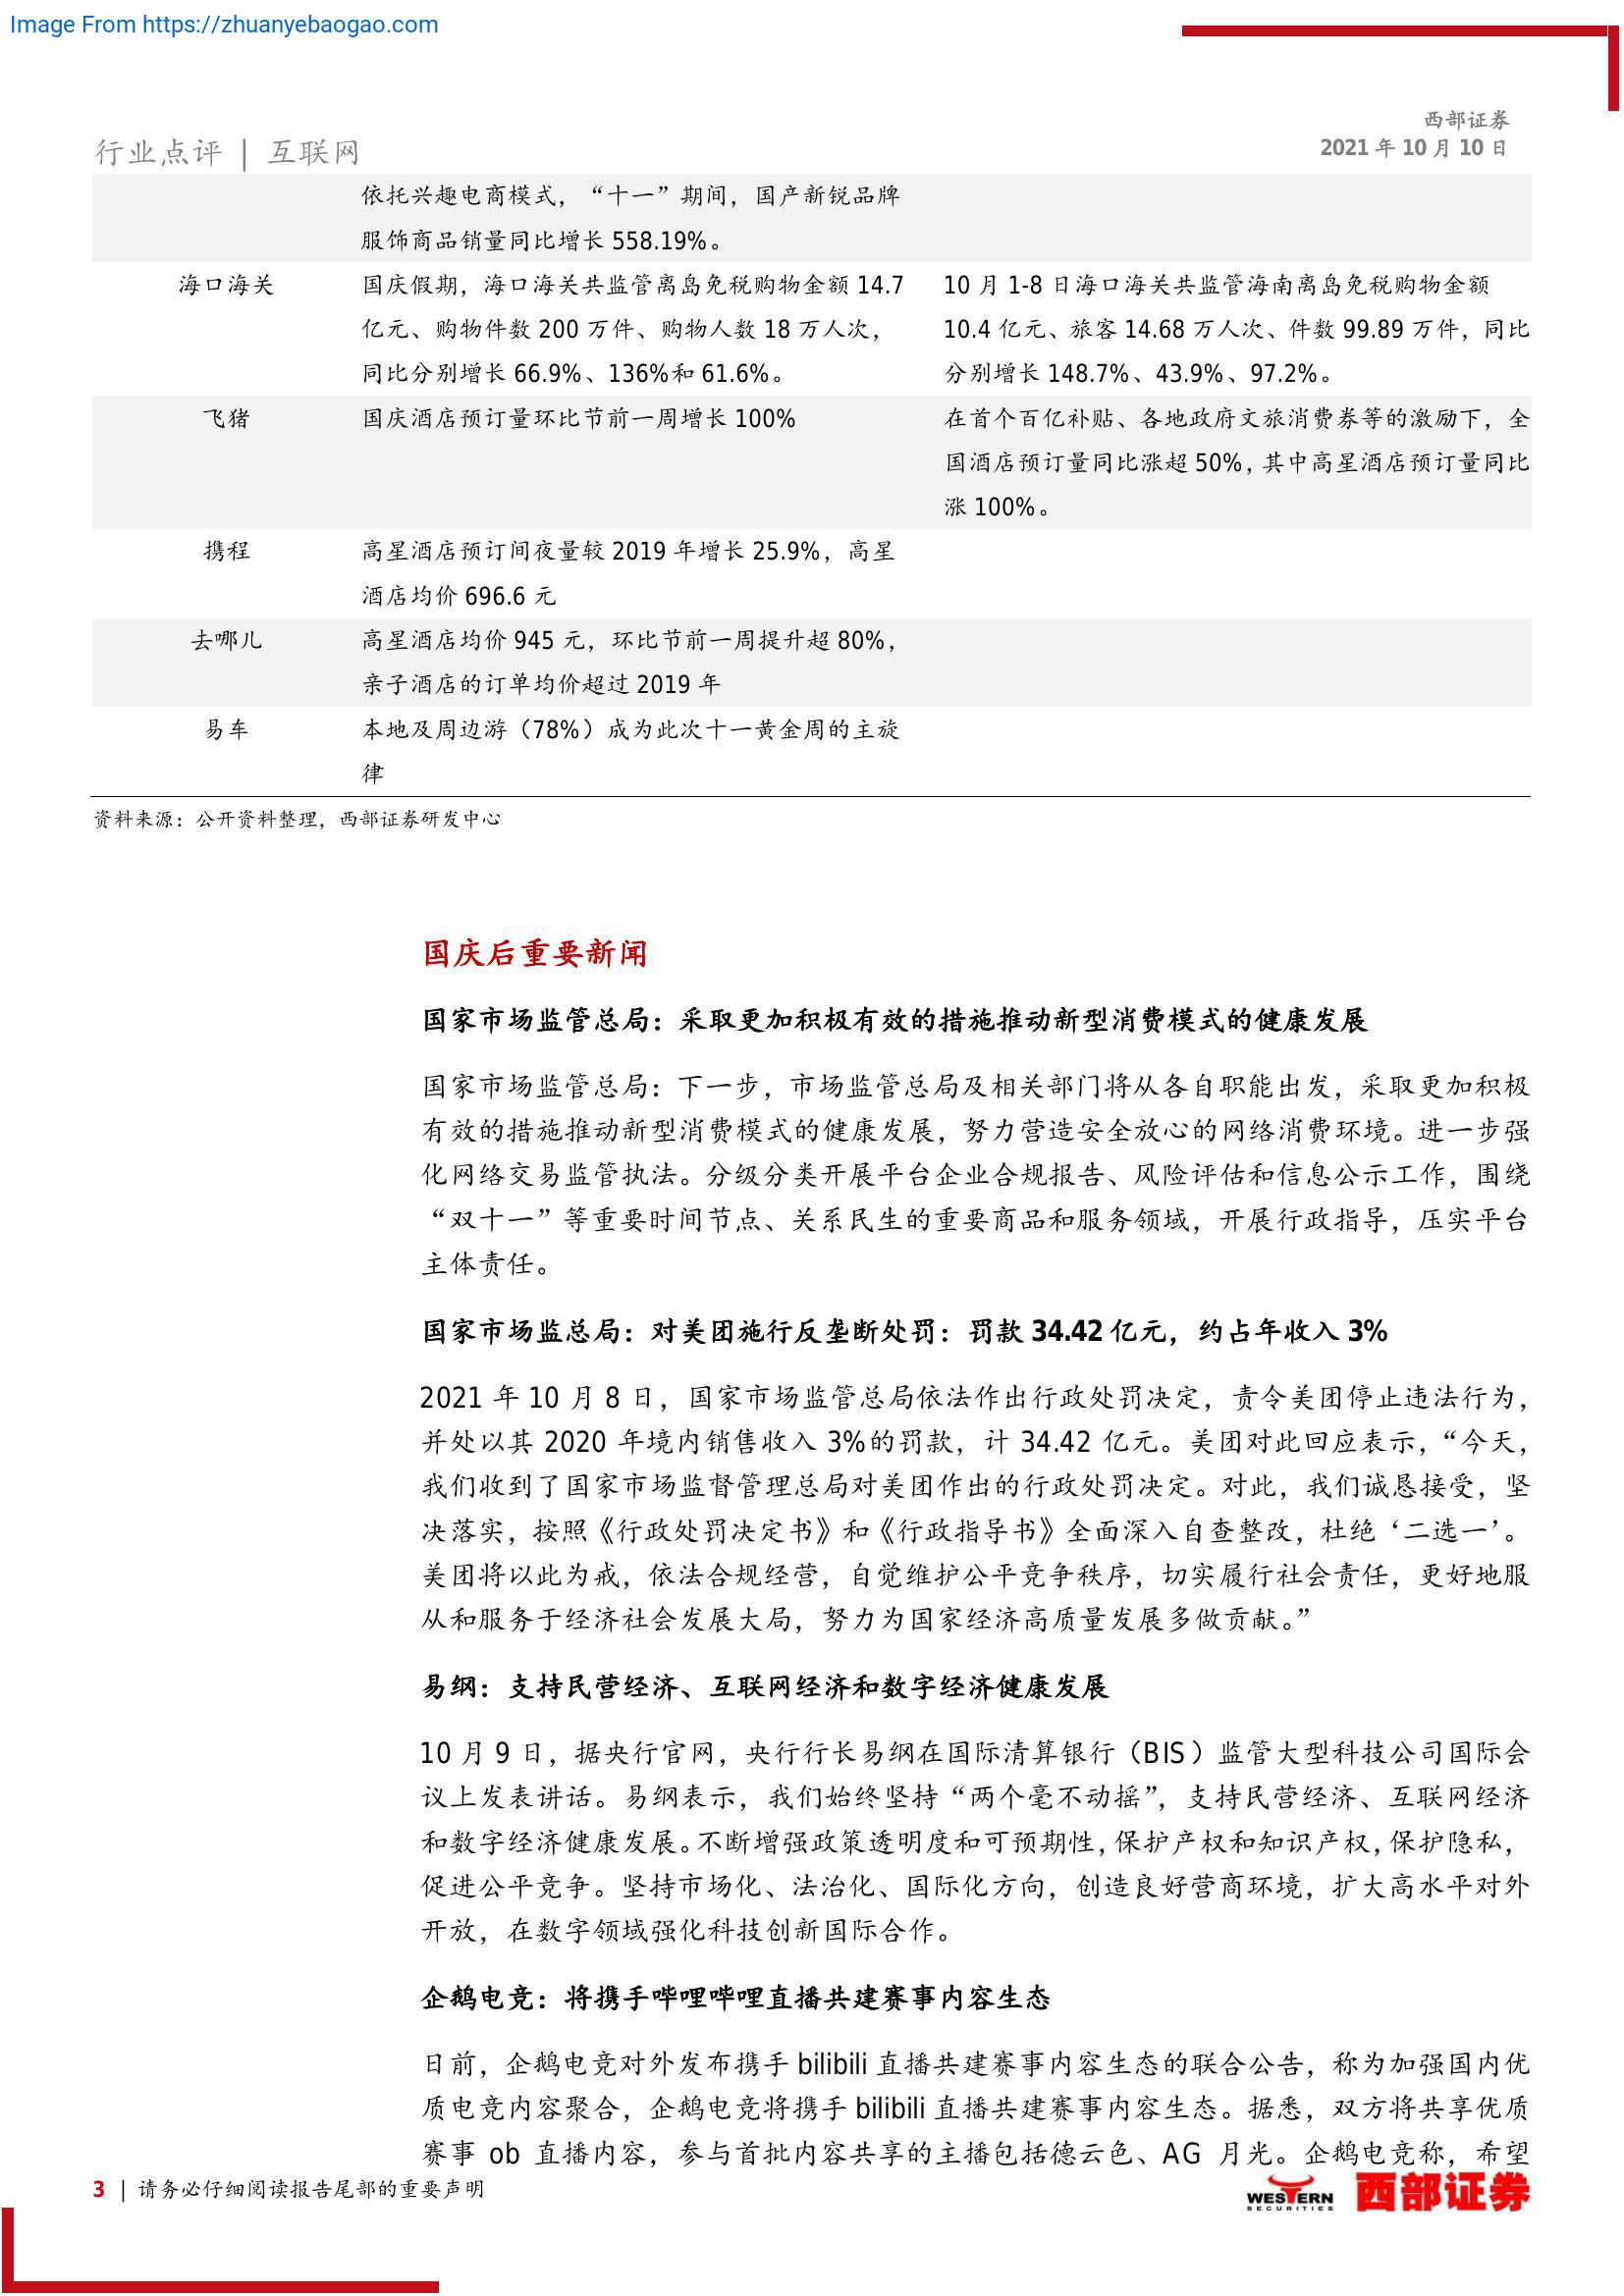 Image From https://zhuanyebaogao.com
行业点评 | 互联网
西部证券
2021 年 10 月 10 日
依托兴趣电商模式，“十一”期间，国产新锐品牌
服饰商品销量同比增长 558.19%。
海口海关
国庆假期，海口海关共监管离岛免税购物金额 14.7
亿元、购物件数 200 万件、购物人数 18 万人次，
同比分别增长 66.9%、136%和 61.6%。
10 月 1-8 日海口海关共监管海南离岛免税购物金额
10.4 亿元、旅客 14.68 万人次、件数 99.89 万件，同比
分别增长 148.7%、43.9%、97.2%。
飞猪
国庆酒店预订量环比节前一周增长 100%
在首个百亿补贴、各地政府文旅消费券等的激励下，全
国酒店预订量同比涨超 50%，其中高星酒店预订量同比
涨 100%。
携程
高星酒店预订间夜量较 2019 年增长 25.9%，高星
酒店均价 696.6 元
去哪儿
高星酒店均价 945 元，环比节前一周提升超 80%，
亲子酒店的订单均价超过 2019 年
易车
本地及周边游（78%）成为此次十一黄金周的主旋
律
资料来源：公开资料整理，西部证券研发中心
国庆后重要新闻
国家市场监管总局：采取更加积极有效的措施推动新型消费模式的健康发展
国家市场监管总局：下一步，市场监管总局及相关部门将从各自职能出发，采取更加积极
有效的措施推动新型消费模式的健康发展，努力营造安全放心的网络消费环境。进一步强
化网络交易监管执法。分级分类开展平台企业合规报告、风险评估和信息公示工作，围绕
“双十一”等重要时间节点、关系民生的重要商品和服务领域，开展行政指导，压实平台
主体责任。
国家市场监总局：对美团施行反垄断处罚：罚款 34.42 亿元，约占年收入 3%
2021 年 10 月 8 日，国家市场监管总局依法作出行政处罚决定，责令美团停止违法行为，
并处以其 2020 年境内销售收入 3%的罚款，计 34.42 亿元。美团对此回应表示，“今天，
我们收到了国家市场监督管理总局对美团作出的行政处罚决定。对此，我们诚恳接受，坚
决落实，按照《行政处罚决定书》和《行政指导书》全面深入自查整改，杜绝‘二选一’。
美团将以此为戒，依法合规经营，自觉维护公平竞争秩序，切实履行社会责任，更好地服
从和服务于经济社会发展大局，努力为国家经济高质量发展多做贡献。”
易纲：支持民营经济、互联网经济和数字经济健康发展
10 月 9 日，据央行官网，央行行长易纲在国际清算银行（BIS）监管大型科技公司国际会
议上发表讲话。易纲表示，我们始终坚持“两个毫不动摇”，支持民营经济、互联网经济
和数字经济健康发展。不断增强政策透明度和可预期性，保护产权和知识产权，保护隐私，
促进公平竞争。坚持市场化、法治化、国际化方向，创造良好营商环境，扩大高水平对外
开放，在数字领域强化科技创新国际合作。
企鹅电竞：将携手哔哩哔哩直播共建赛事内容生态
日前，企鹅电竞对外发布携手 bilibili 直播共建赛事内容生态的联合公告，称为加强国内优
质电竞内容聚合，企鹅电竞将携手 bilibili 直播共建赛事内容生态。据悉，双方将共享优质
赛事 ob 直播内容，参与首批内容共享的主播包括德云色、AG 月光。企鹅电竞称，希望
3 | 请务必仔细阅读报告尾部的重要声明
WESTERN
SECURITIES
西部证券